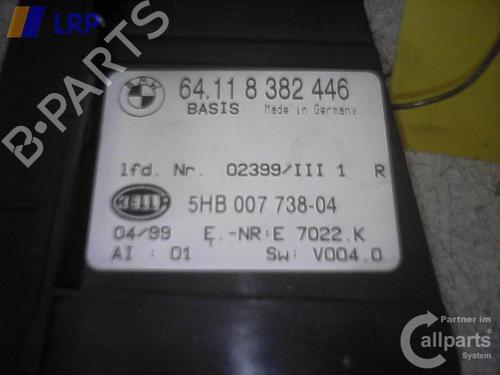 LRP
B-PARTS
BMW
64.11 8 382 446
BASIS Made in Germany
lfd. Nr. 02399/III 1 R
HELLA
5HB 007 738-04
04/99 E.-NR:E 7022.K
AI : 01 Sw: V004.0
Partner im
Callparts
System